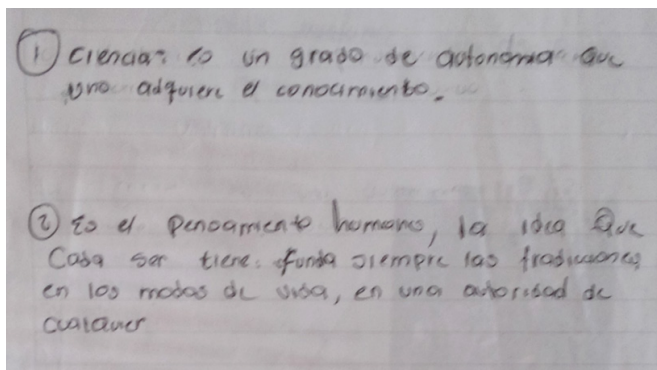 ① Ciencia: es un grado de autonomia que
uno adquiere el conocimiento.
② Es el pensamiento humano, la idea Que
Cada ser tiene. funda siempre las tradiciones
en los modos de vida, en una autoridad de
cualquier